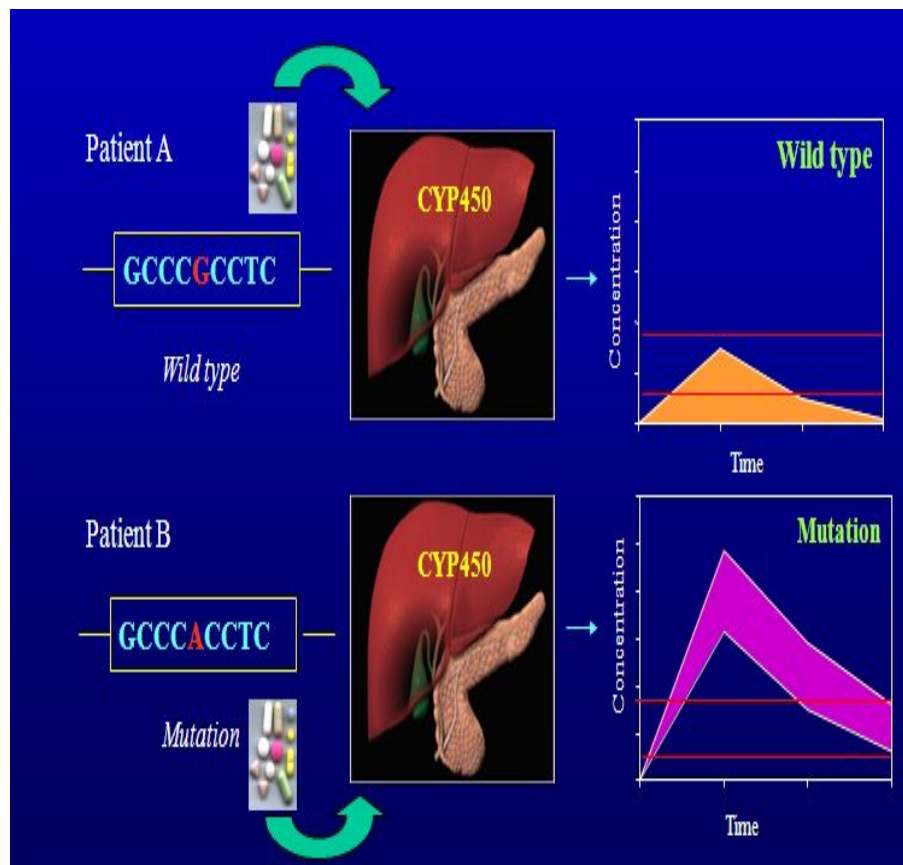 Patient A
GCCCGCCTC
Wild type
CYP450
Wild type
Concentration
Time
Patient B
GCCCACCTC
Mutation
CYP450
Mutation
Concentration
Time